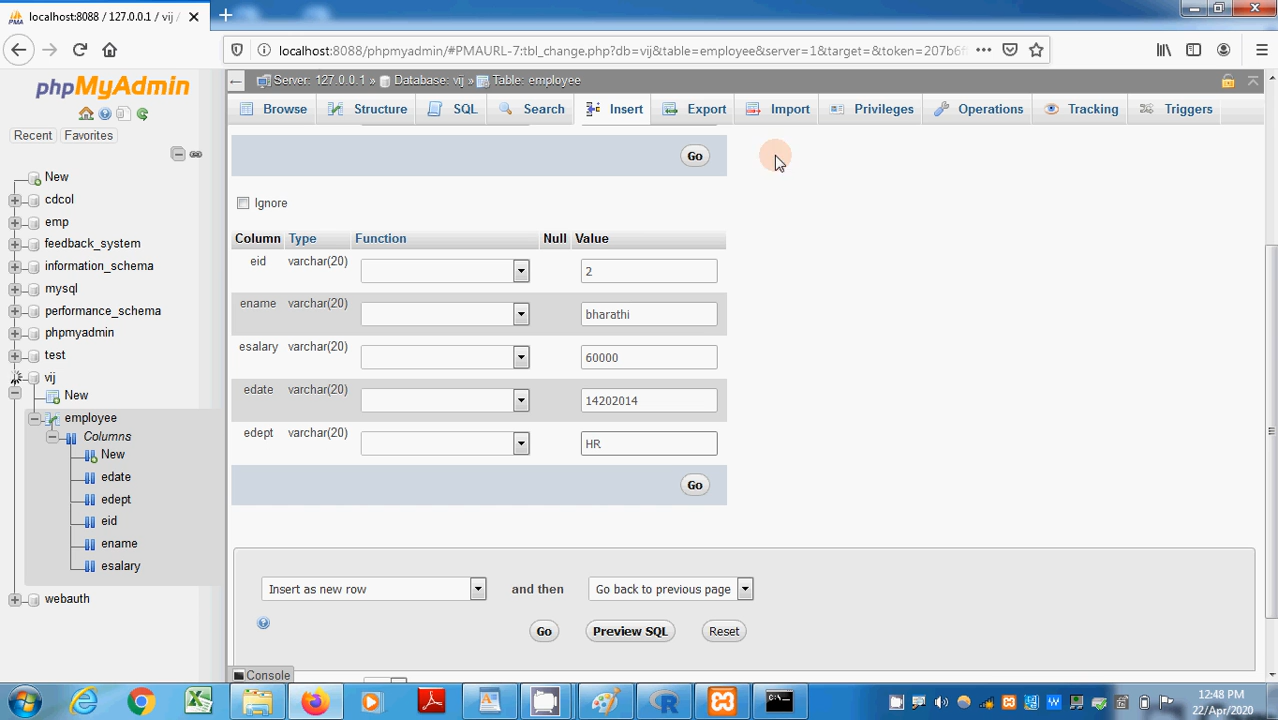 localhost:8088 / 127.0.0.1 / vij /
localhost:8088/phpmyadmin/#PMAURL-7:tbl_change.php?db=vij&table=employee&server=1&target=&token=207b6f
phpMyAdmin
Recent Favorites
New
cdcol
emp
feedback_system
information_schema
mysql
performance_schema
phpmyadmin
test
vij
New
employee
Columns
New
edate
edept
eid
ename
esalary
webauth
Server: 127.0.0.1 » Database: vij » Table: employee
Browse Structure SQL Search Insert Export Import Privileges Operations Tracking Triggers
Go
Ignore
Column Type Function Null Value
eid varchar(20) 2
ename varchar(20) bharathi
esalary varchar(20) 60000
edate varchar(20) 14202014
edept varchar(20) HR
Go
Insert as new row and then Go back to previous page
Go Preview SQL Reset
Console
12:48 PM
22/Apr/2020